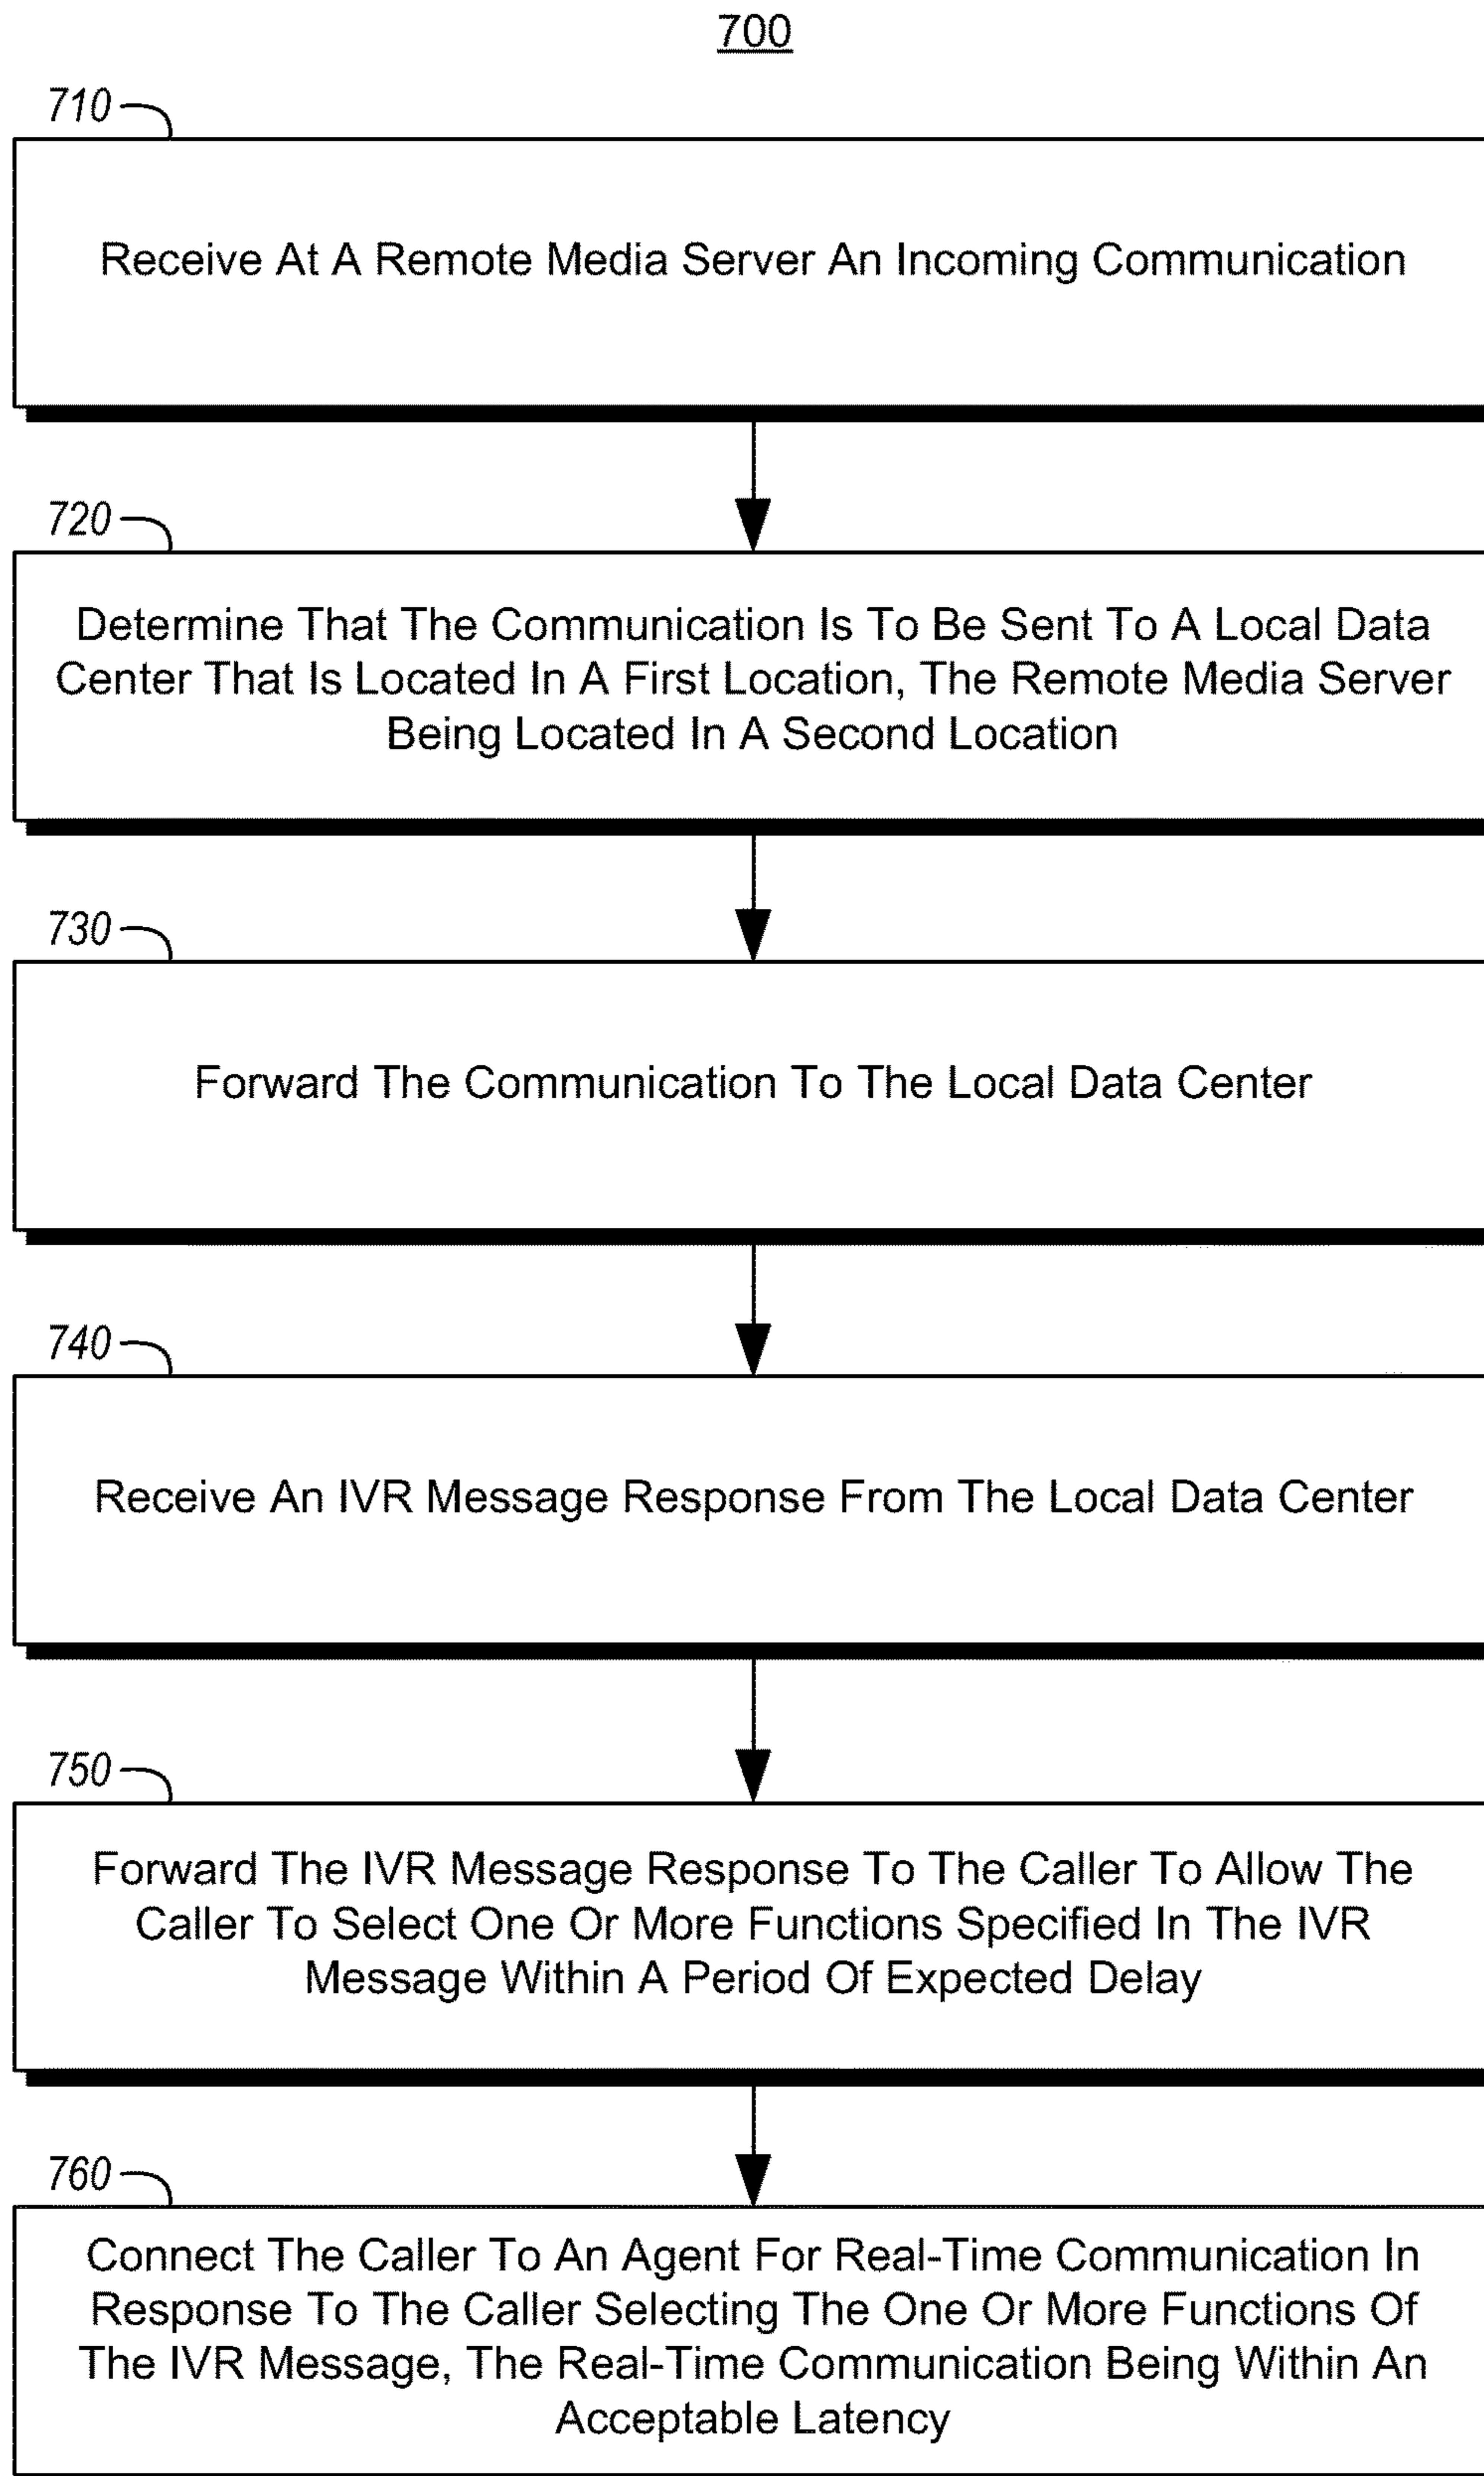 700
710
Receive At A Remote Media Server An Incoming Communication
720
Determine That The Communication Is To Be Sent To A Local Data
Center That Is Located In A First Location, The Remote Media Server
Being Located In A Second Location
730
Forward The Communication To The Local Data Center
740
Receive An IVR Message Response From The Local Data Center
750
Forward The IVR Message Response To The Caller To Allow The
Caller To Select One Or More Functions Specified In The IVR
Message Within A Period Of Expected Delay
760
Connect The Caller To An Agent For Real-Time Communication In
Response To The Caller Selecting The One Or More Functions Of
The IVR Message, The Real-Time Communication Being Within An
Acceptable Latency